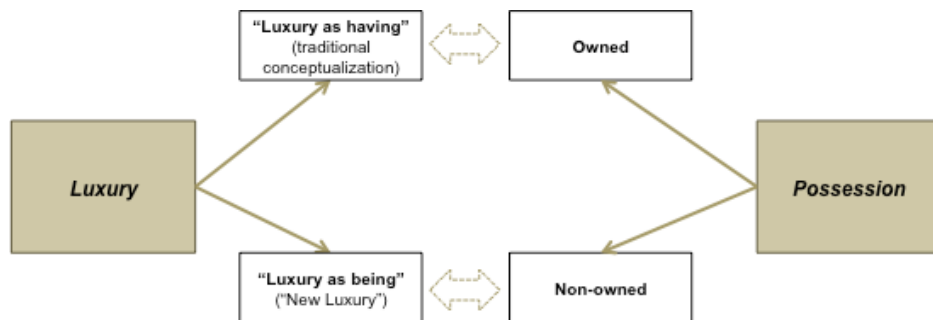 “Luxury as having”
(traditional
conceptualization)
Owned
Luxury
Possession
“Luxury as being”
(“New Luxury”)
Non-owned